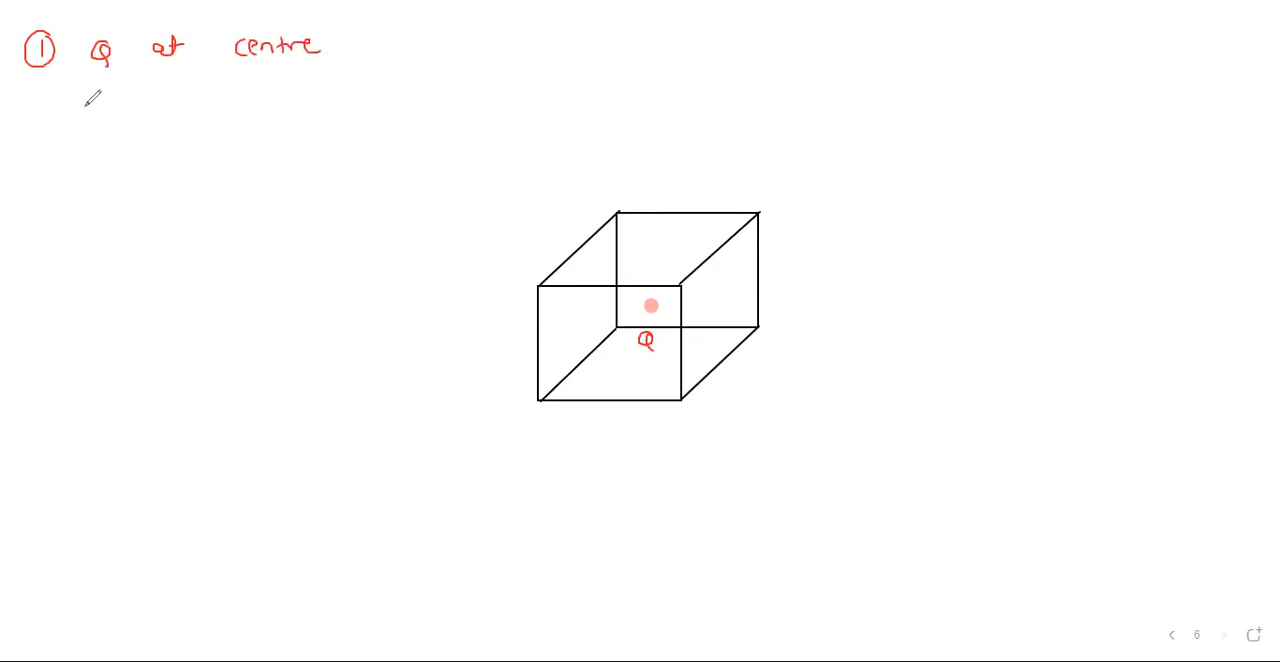 ① Q at centre
Q
6